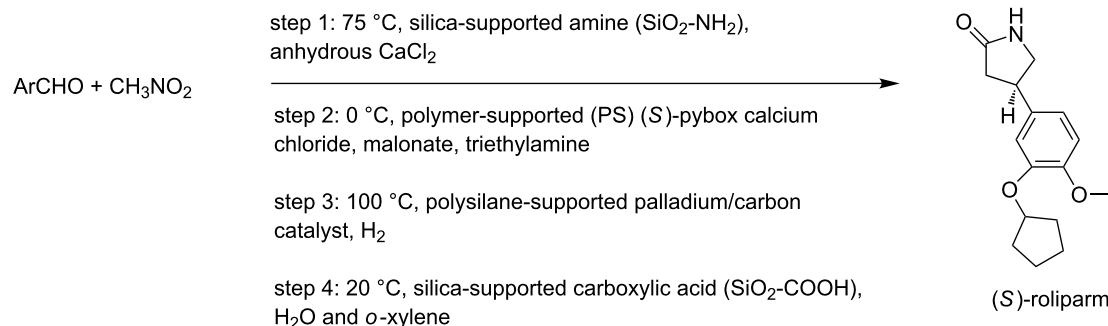 step 1: 75 °C, silica-supported amine (SiO₂-NH₂),
anhydrous CaCl₂
ArCHO + CH₃NO₂
step 2: 0 °C, polymer-supported (PS) (S)-pybox calcium
chloride, malonate, triethylamine
step 3: 100 °C, polysilane-supported palladium/carbon
catalyst, H₂
step 4: 20 °C, silica-supported carboxylic acid (SiO₂-COOH),
H₂O and o-xylene
O
H
N
H
O
O
(S)-roliparm